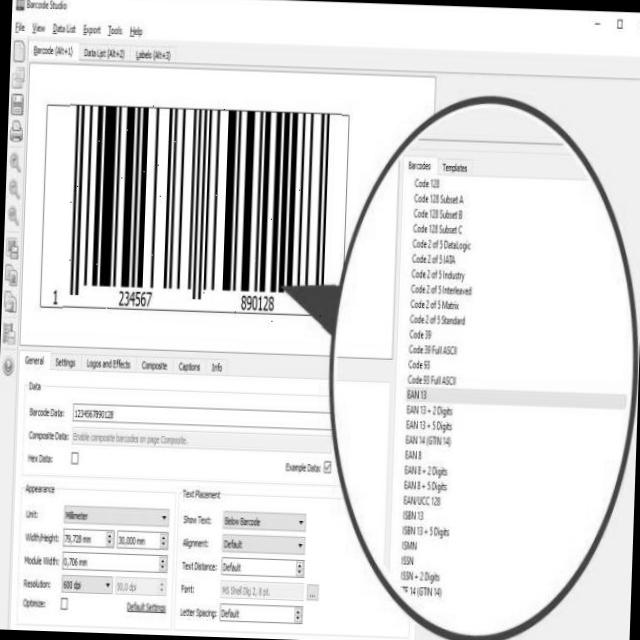 Barcode Studio
File View Data List Export Tools Help
Barcode (Alt+1) Data List (Alt+2) Labels (Alt+3)
1 234567 890128
General Settings Logos and Effects Composite Captions Info
Data
Barcode Data: 1234567890128
Composite Data: Enable composite barcodes on page Composite.
Hex Data:
Example Data:
Appearance
Unit: Millimeter
Width/Height: 79,728 mm 30,000 mm
Module Width: 0,706 mm
Resolution: 600 dpi 90,0 dpi
Optimize: Default Settings
Text Placement
Show Text: Below Barcode
Alignment: Default
Text Distance: Default
Font: MS Shell Dlg 2, 8 pt. ...
Letter Spacing: Default
Barcodes Templates
Code 128
Code 128 Subset A
Code 128 Subset B
Code 128 Subset C
Code 2 of 5 DataLogic
Code 2 of 5 IATA
Code 2 of 5 Industry
Code 2 of 5 Interleaved
Code 2 of 5 Matrix
Code 2 of 5 Standard
Code 39
Code 39 Full ASCII
Code 93
Code 93 Full ASCII
EAN 13
EAN 13 + 2 Digits
EAN 13 + 5 Digits
EAN 14 (GTIN 14)
EAN 8
EAN 8 + 2 Digits
EAN 8 + 5 Digits
EAN/UCC 128
ISBN 13
ISBN 13 + 5 Digits
ISMN
ISSN
ISSN + 2 Digits
14 (GTIN 14)